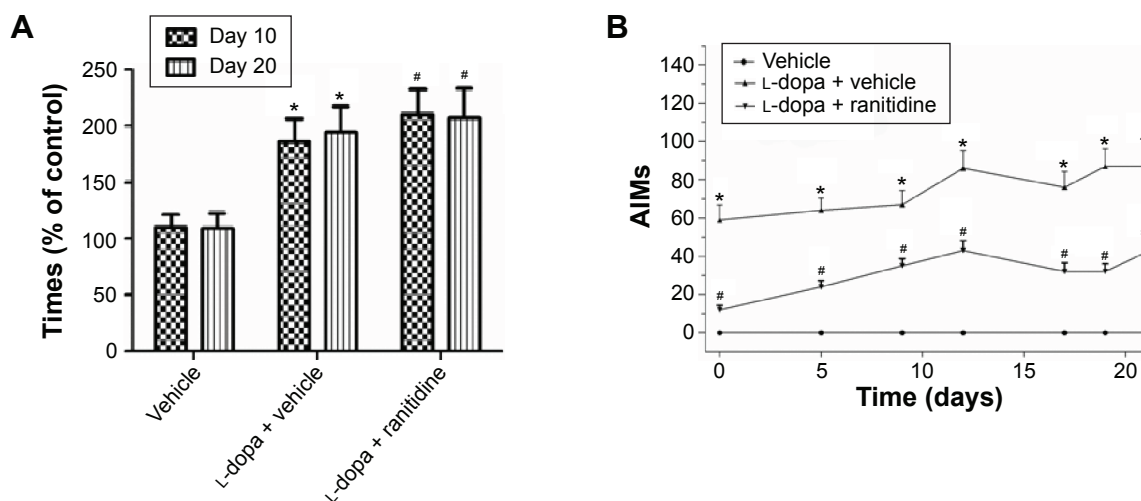 A
Day 10
Day 20
Times (% of control)
250
200
150
100
50
0
* * # #
Vehicle
L-dopa + vehicle
L-dopa + ranitidine
B
Vehicle
L-dopa + vehicle
L-dopa + ranitidine
AIMs
140
120
100
80
60
40
20
0
* * * * * *
# # # # # #
0 5 10 15 20
Time (days)